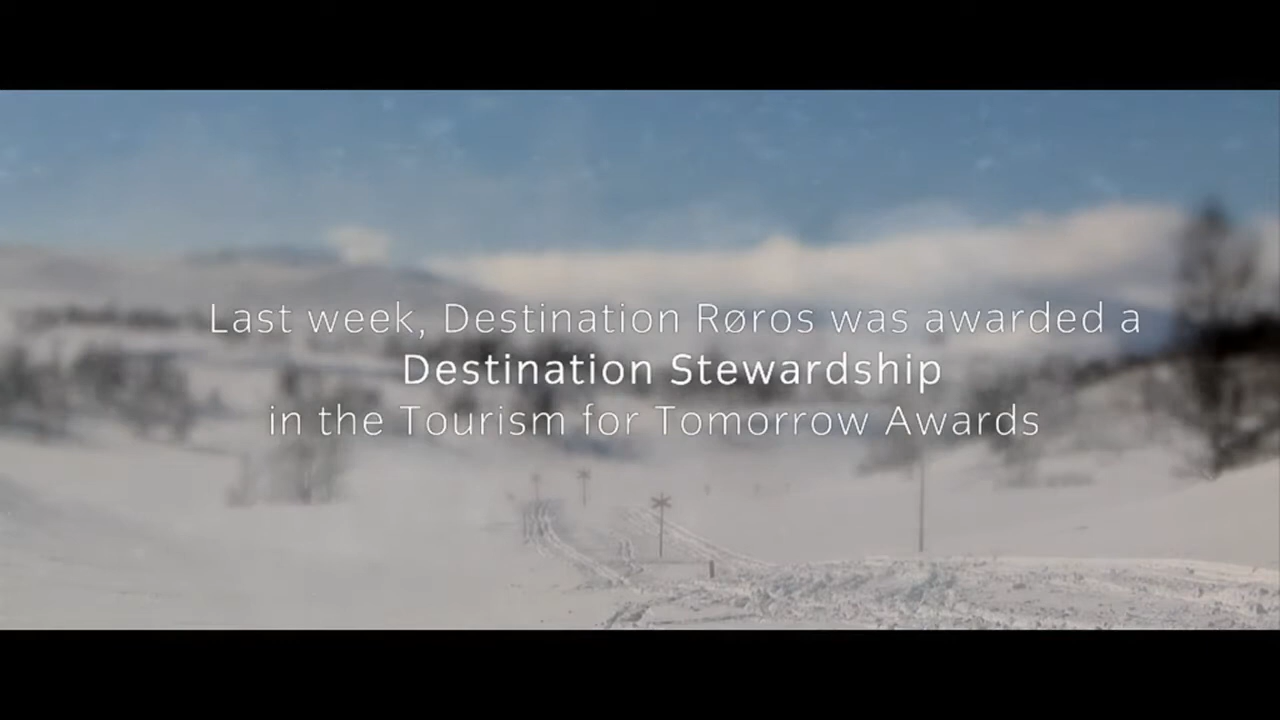 Last week, Destination Røros was awarded a
Destination Stewardship
in the Tourism for Tomorrow Awards